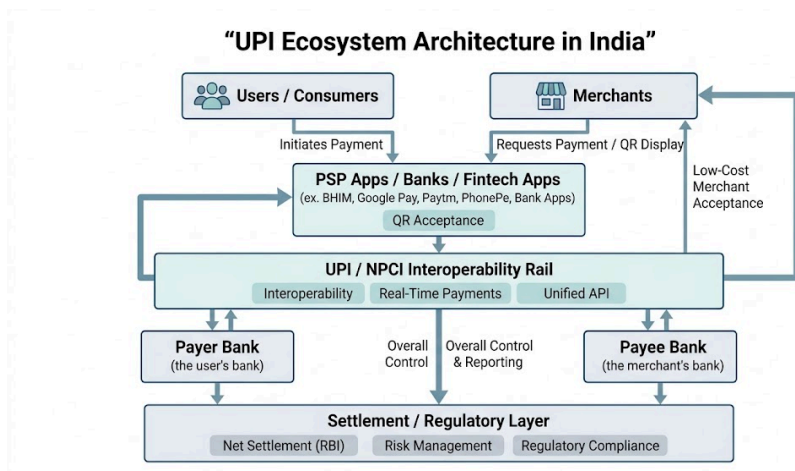 “UPI Ecosystem Architecture in India”
Users / Consumers
Merchants
Initiates Payment
Requests Payment / QR Display
PSP Apps / Banks / Fintech Apps
(ex. BHIM, Google Pay, Paytm, PhonePe, Bank Apps)
QR Acceptance
Low-Cost
Merchant
Acceptance
UPI / NPCI Interoperability Rail
Interoperability
Real-Time Payments
Unified API
Payer Bank
(the user's bank)
Overall
Control
Overall Control
& Reporting
Payee Bank
(the merchant's bank)
Settlement / Regulatory Layer
Net Settlement (RBI)
Risk Management
Regulatory Compliance